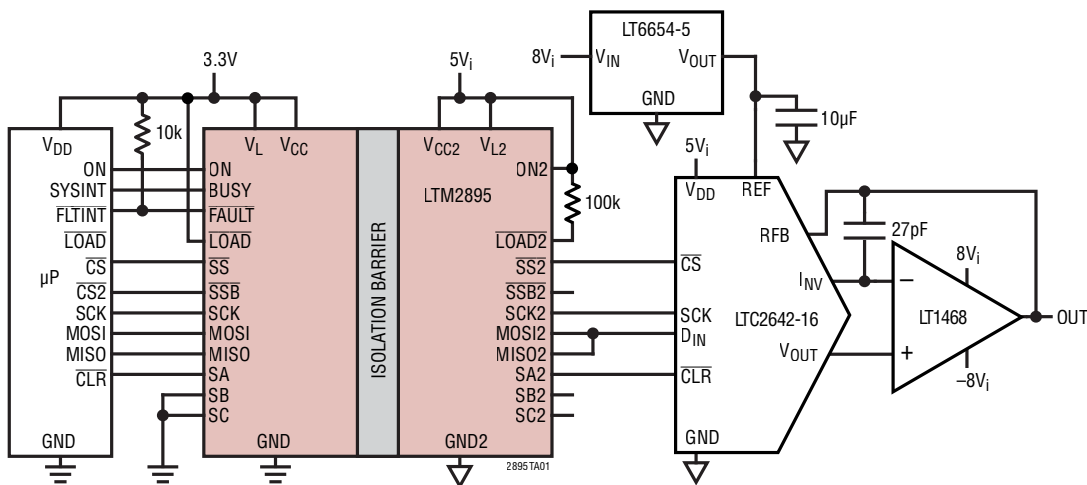 LT6654-5
8Vi
VIN
VOUT
GND
10µF
3.3V
5Vi
10k
VDD
ON
SYSINT
FLTINT
LOAD
µP
CS
CS2
SCK
MOSI
MISO
CLR
GND
VL
VCC
ON
BUSY
FAULT
LOAD
SS
SSB
SCK
MOSI
MISO
SA
SB
SC
GND
ISOLATION BARRIER
VCC2
VL2
ON2
LTM2895
LOAD2
SS2
SSB2
SCK2
MOSI2
MISO2
SA2
SB2
SC2
GND2
2895 TA01
100k
5Vi
VDD
REF
RFB
CS
INV
SCK
LTC2642-16
DIN
VOUT
CLR
GND
27pF
8Vi
−
LT1468
+
−8Vi
OUT